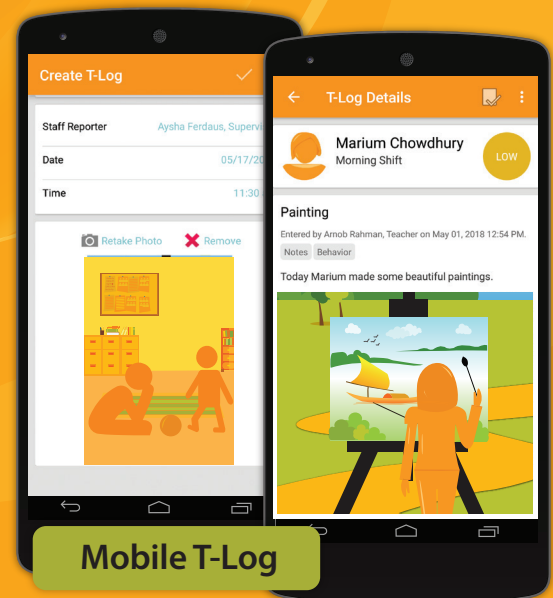 Create T-Log
Staff Reporter Aysha Ferdaus,
Date 05/17/20
Time 11:30
Retake Photo Remove
T-Log Details
Marium Chowdhury
Morning Shift
LOW
Painting
Entered by Arnob Rahman, Teacher on May 01, 2018 12:54 PM.
Notes Behavior
Today Marium made some beautiful paintings.
Mobile T-Log